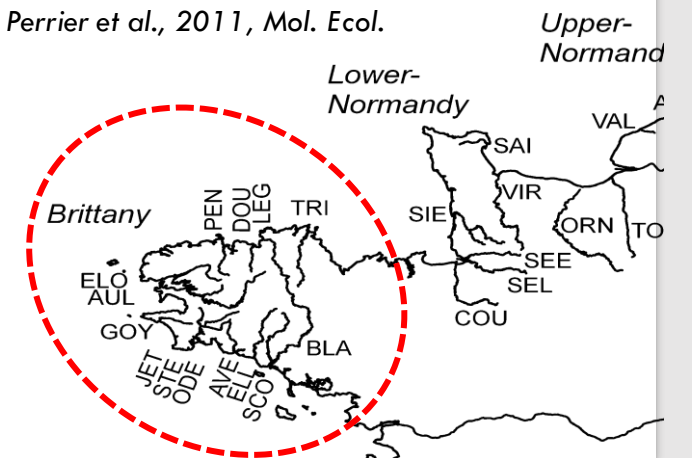 Perrier et al., 2011, Mol. Ecol.
Upper-
Normand
Lower-
Normandy
VAL
SAI
Brittany
PEN
DOU
LEG
TRI
SIE
VIR
ORN
TO
ELO
AUL
SEE
SEL
GOY
COU
BLA
JET
STE
ODE
AVE
ELL
SCO